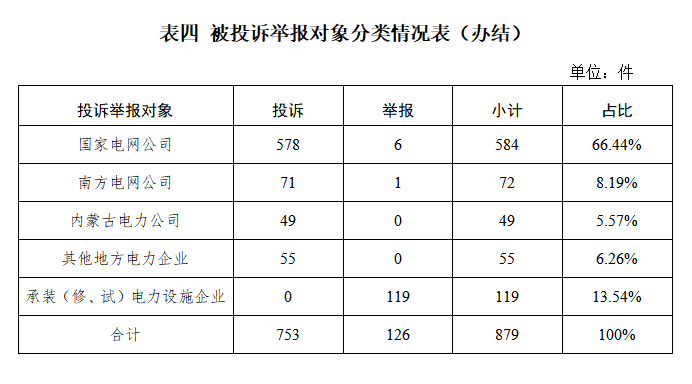 表四 被投诉举报对象分类情况表（办结）
单位：件
投诉举报对象 投诉 举报 小计 占比
国家电网公司 578 6 584 66.44%
南方电网公司 71 1 72 8.19%
内蒙古电力公司 49 0 49 5.57%
其他地方电力企业 55 0 55 6.26%
承装（修、试）电力设施企业 0 119 119 13.54%
合计 753 126 879 100%